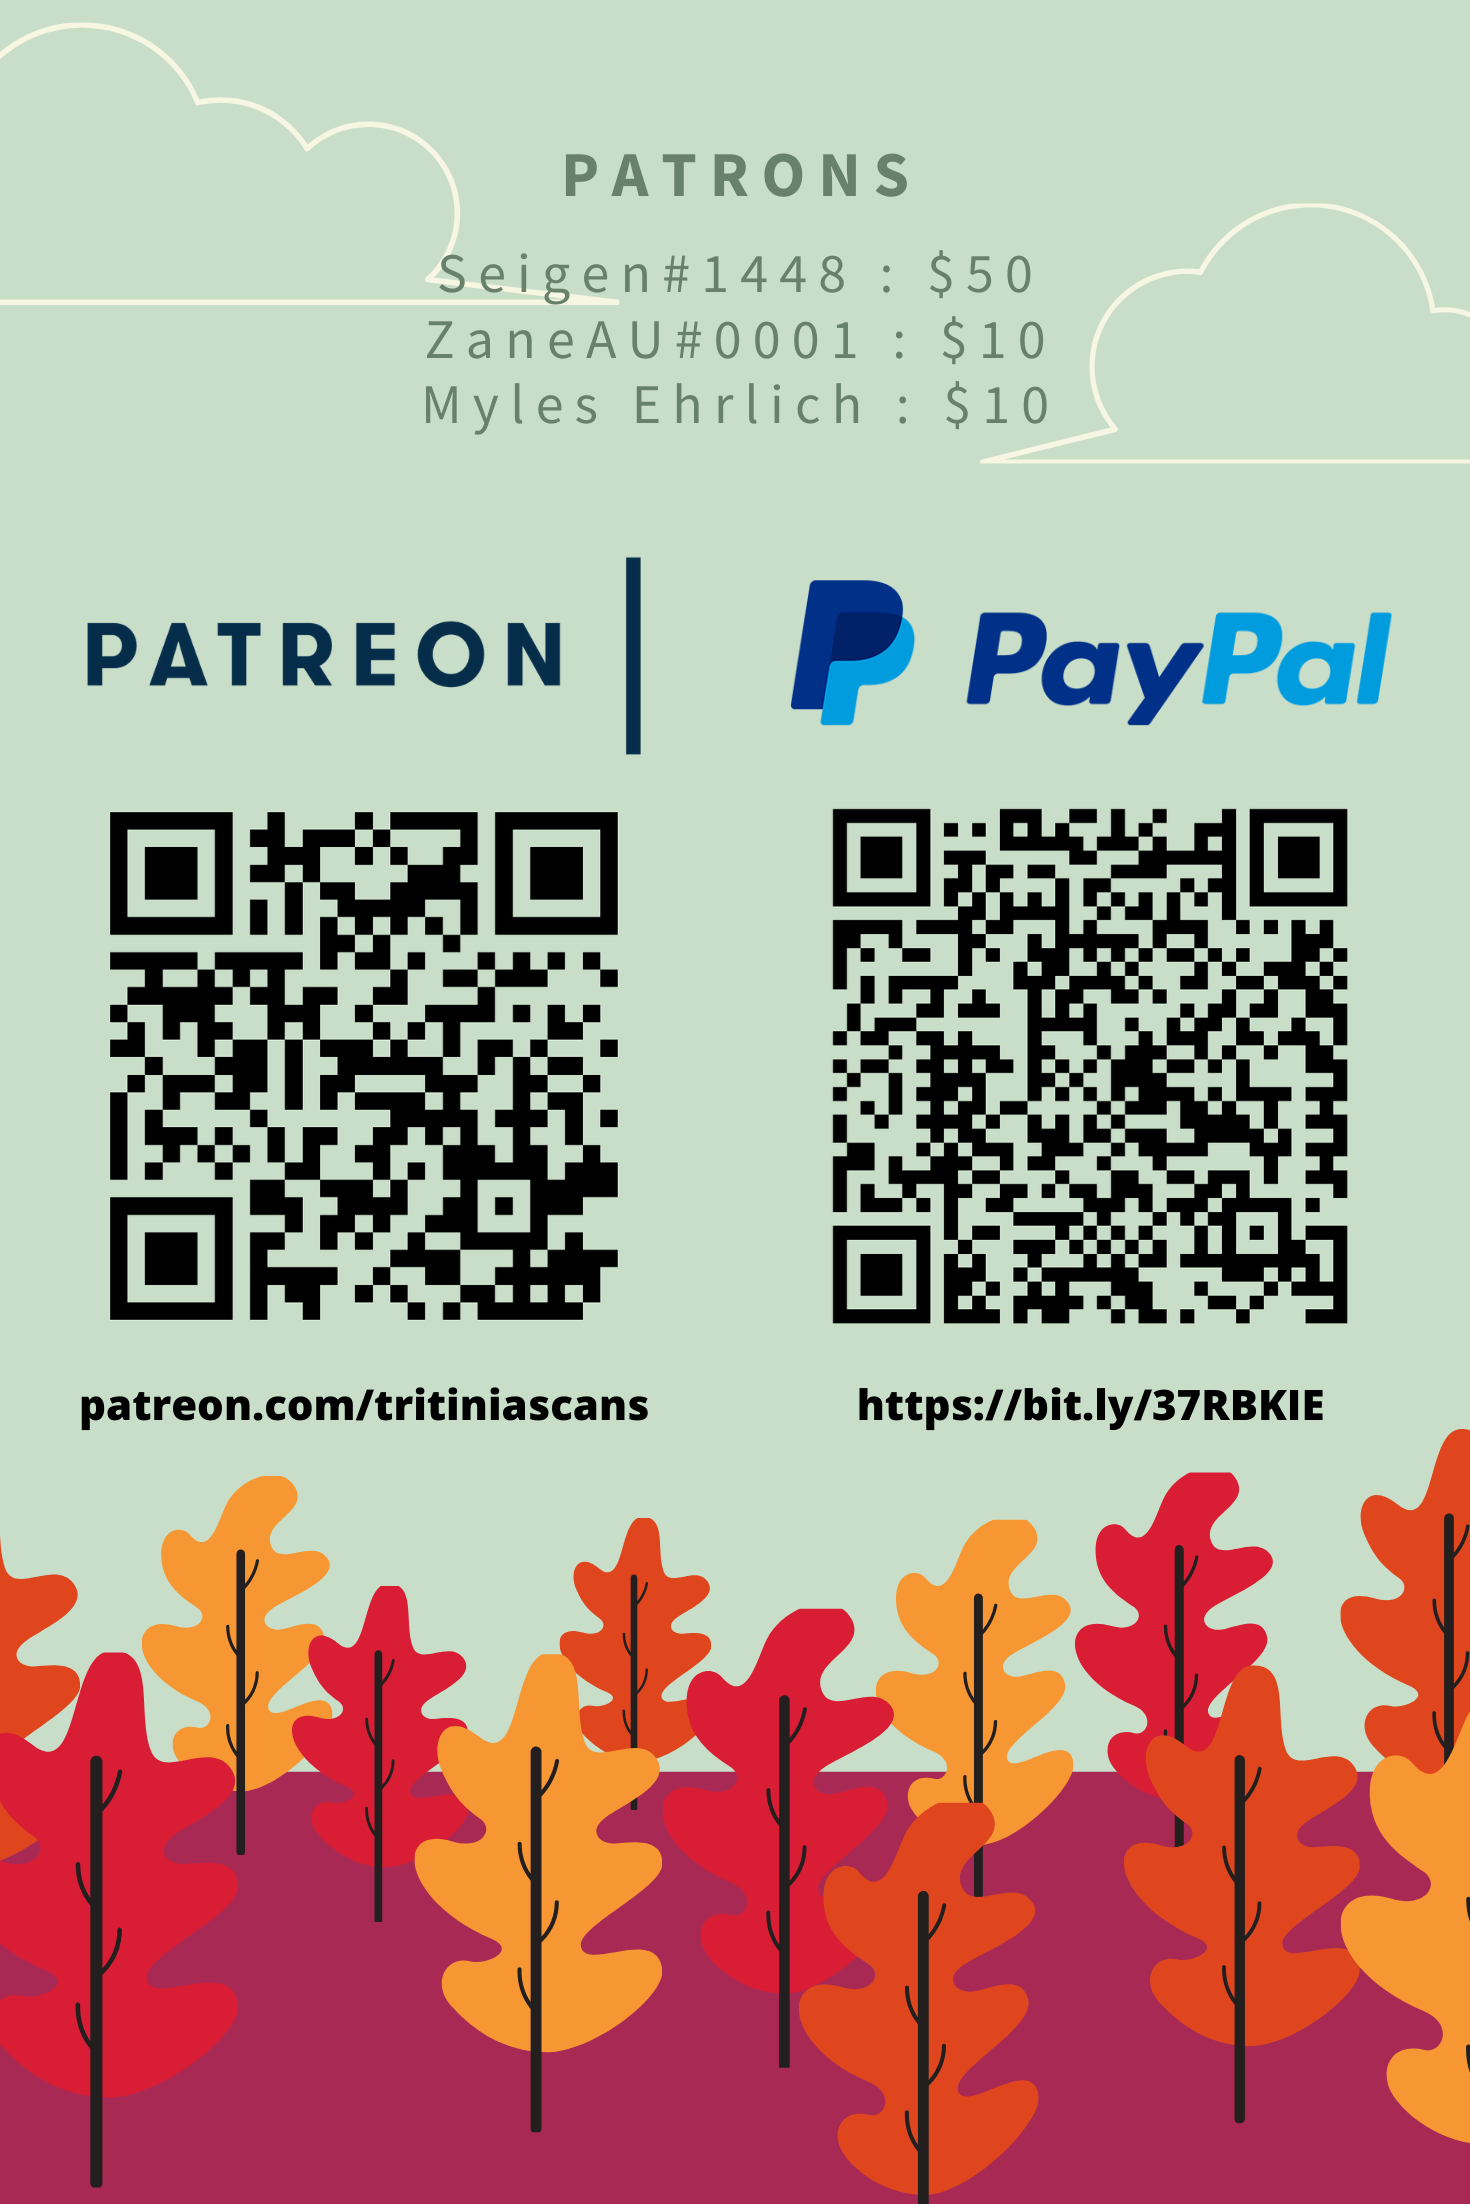 PATRONS
Seigen#1448 : $50
ZaneAU#0001 : $10
Myles Ehrlich : $10
PATREON
PayPal
patreon.com/tritiniascans
https://bit.ly/37RBKIE